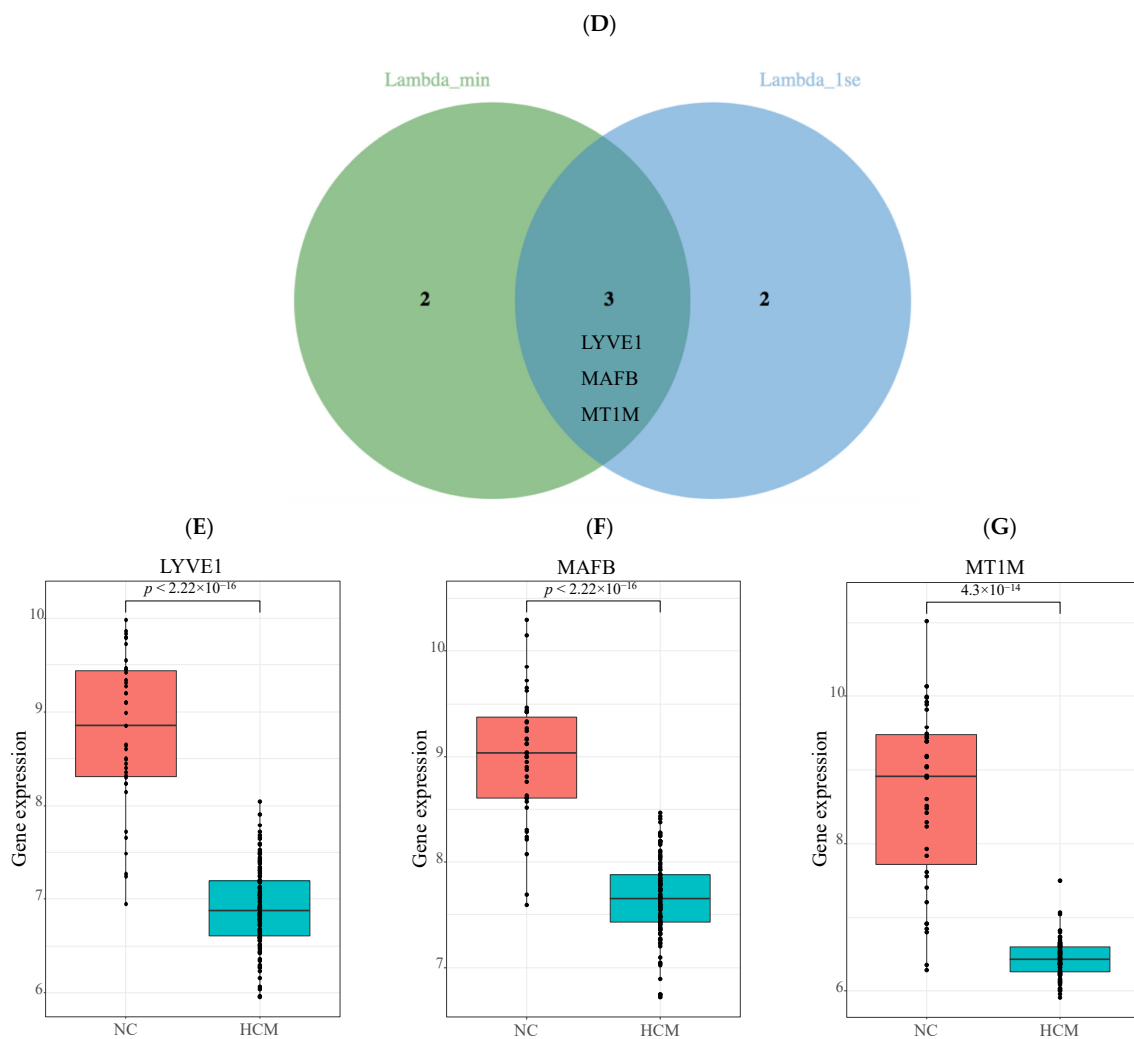 (D)
Lambda_min Lambda_1se
2 3 2
LYVE1
MAFB
MT1M
(E) (F) (G)
LYVE1
p < 2.22×10⁻¹⁶
Gene expression
10
9
8
7
6
NC HCM
MAFB
p < 2.22×10⁻¹⁶
Gene expression
10
9
8
7
NC HCM
MT1M
4.3×10⁻¹⁴
Gene expression
10
8
6
NC HCM